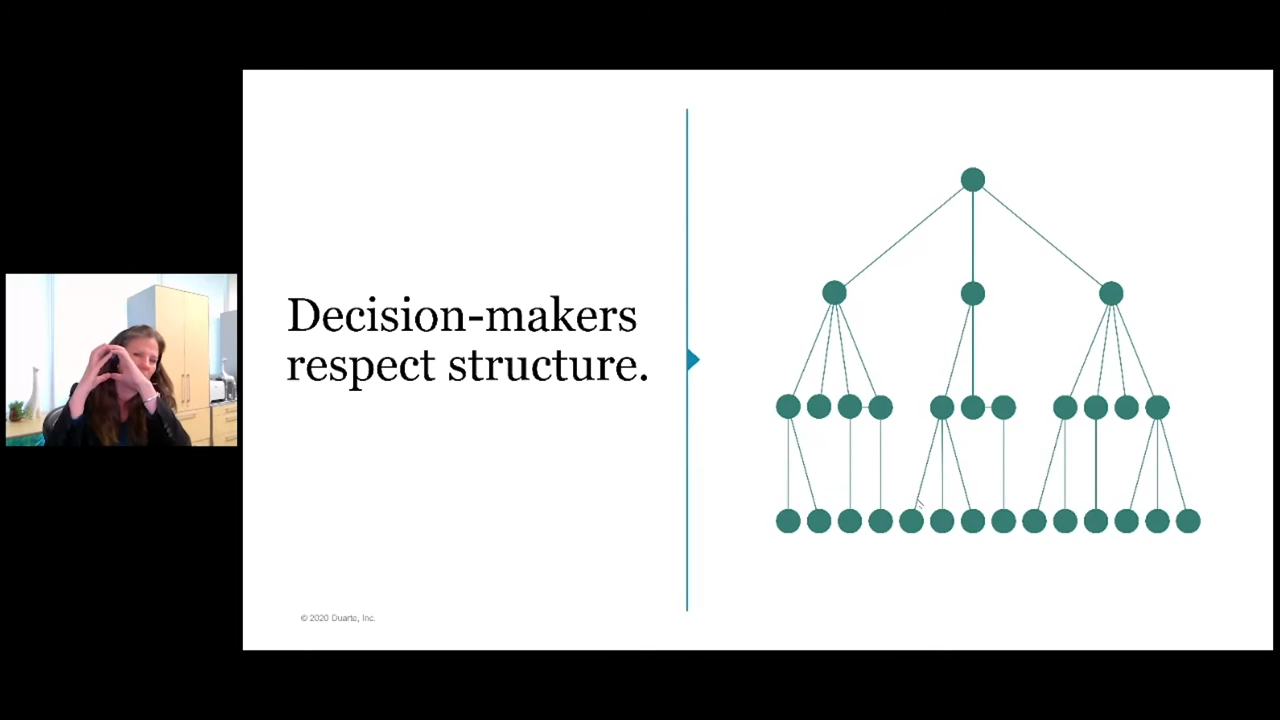 Decision-makers
respect structure.
© 2020 Duarte, Inc.